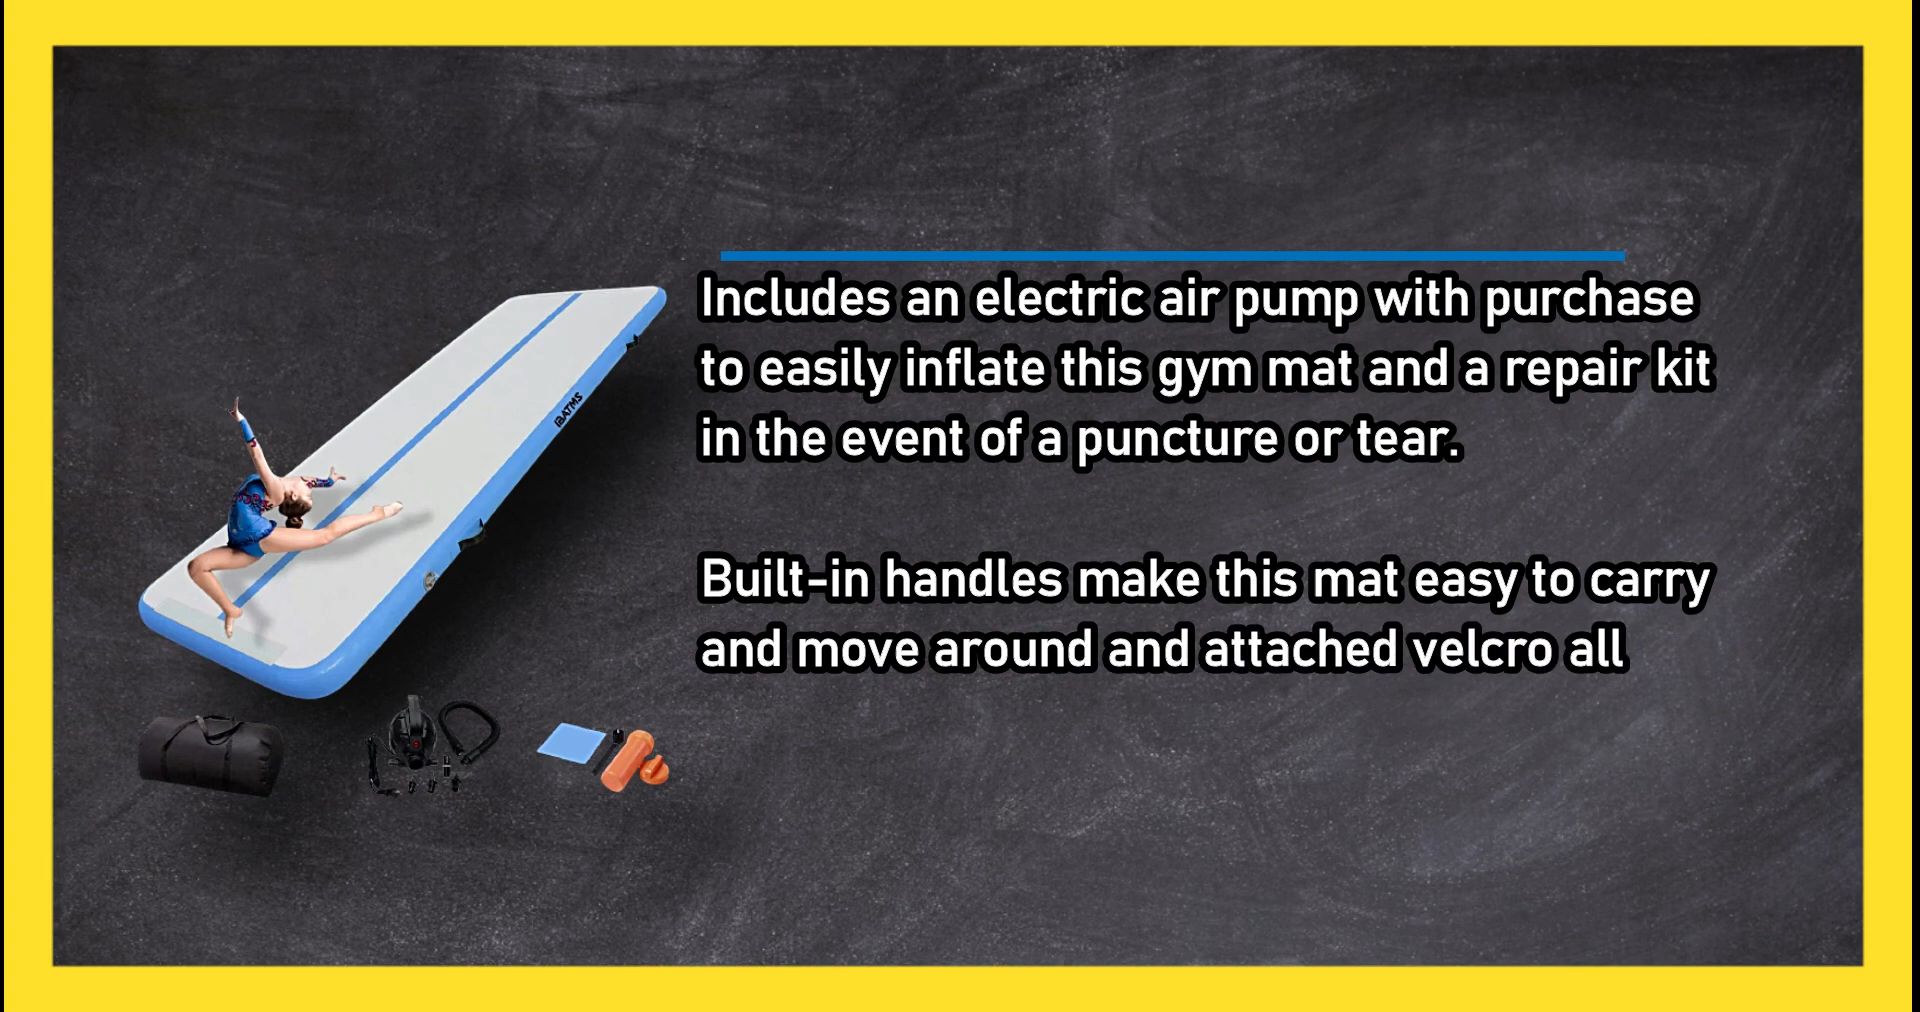 Includes an electric air pump with purchase
to easily inflate this gym mat and a repair kit
in the event of a puncture or tear.
Built-in handles make this mat easy to carry
and move around and attached velcro all
BATMS